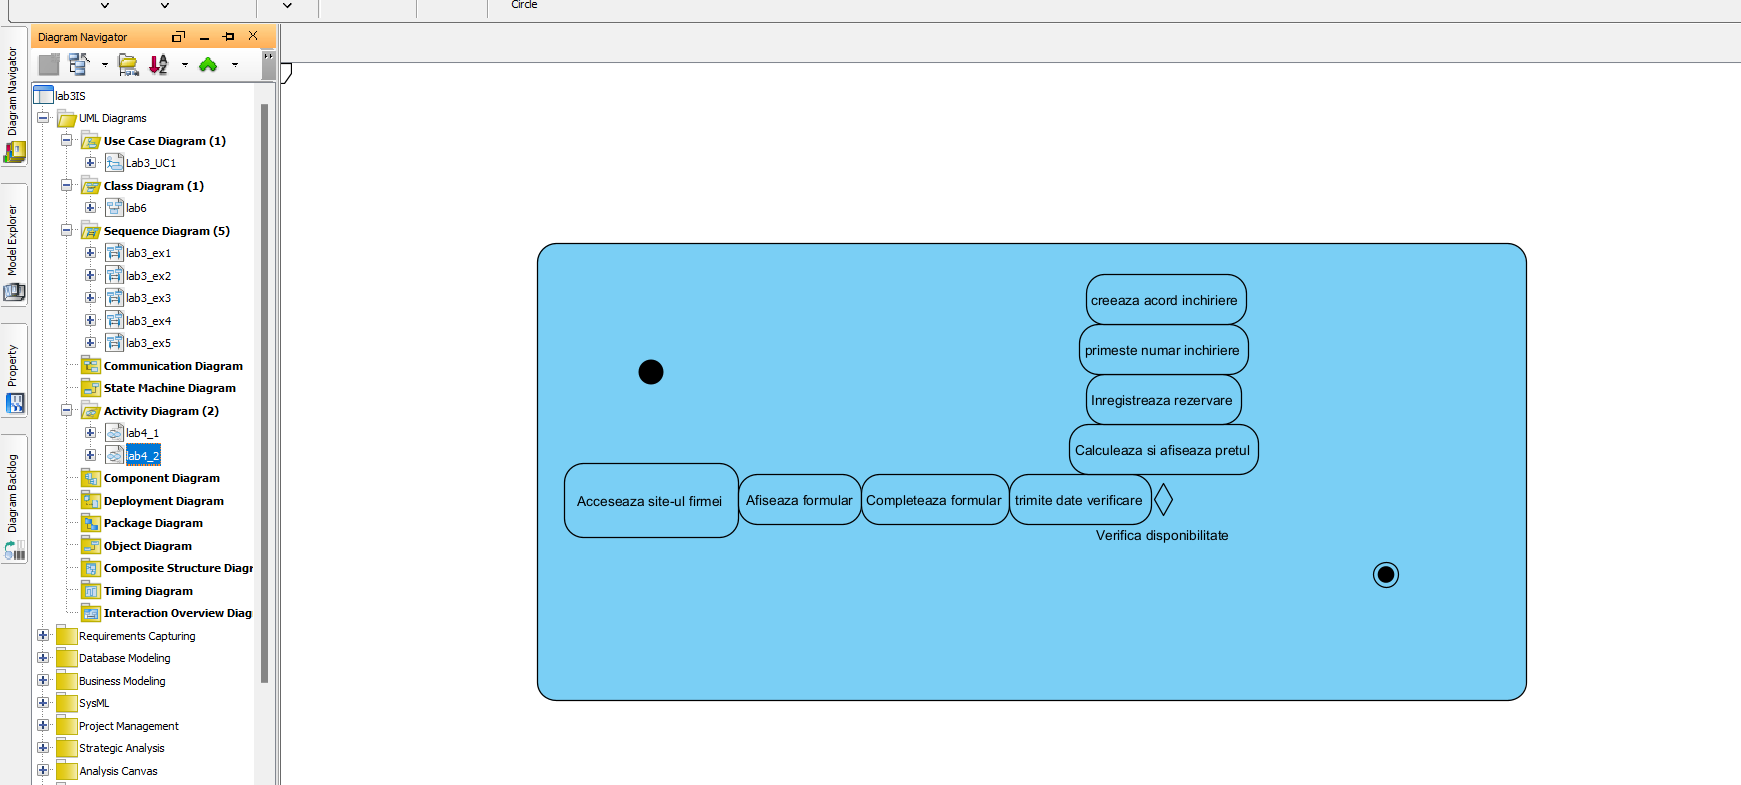 Circle
Diagram Navigator
Diagram Navigator
Model Explorer
Property
Diagram Backlog
lab3IS
UML Diagrams
Use Case Diagram (1)
Lab3_UC1
Class Diagram (1)
lab6
Sequence Diagram (5)
lab3_ex1
lab3_ex2
lab3_ex3
lab3_ex4
lab3_ex5
Communication Diagram
State Machine Diagram
Activity Diagram (2)
lab4_1
lab4_2
Component Diagram
Deployment Diagram
Package Diagram
Object Diagram
Composite Structure Diagr
Timing Diagram
Interaction Overview Diag
Requirements Capturing
Database Modeling
Business Modeling
SysML
Project Management
Strategic Analysis
Analysis Canvas
creeaza acord inchiriere
primeste numar inchiriere
Inregistreaza rezervare
Calculeaza si afiseaza pretul
Acceseaza site-ul firmei
Afiseaza formular
Completeaza formular
trimite date verificare
Verifica disponibilitate